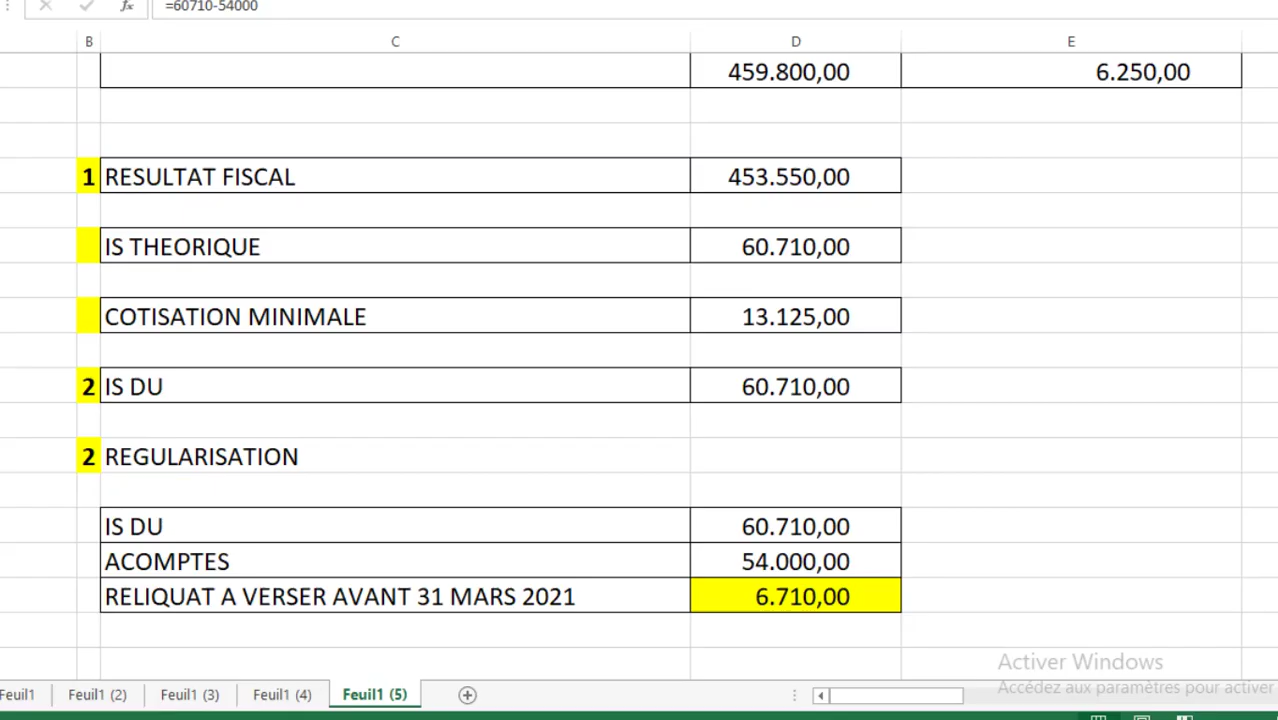 =60710-54000
B C D E
459.800,00 6.250,00
1 RESULTAT FISCAL 453.550,00
IS THEORIQUE 60.710,00
COTISATION MINIMALE 13.125,00
2 IS DU 60.710,00
2 REGULARISATION
IS DU 60.710,00
ACOMPTES 54.000,00
RELIQUAT A VERSER AVANT 31 MARS 2021 6.710,00
Activer Windows
Accédez aux paramètres pour activer
Feuil1 Feuil1 (2) Feuil1 (3) Feuil1 (4) Feuil1 (5)